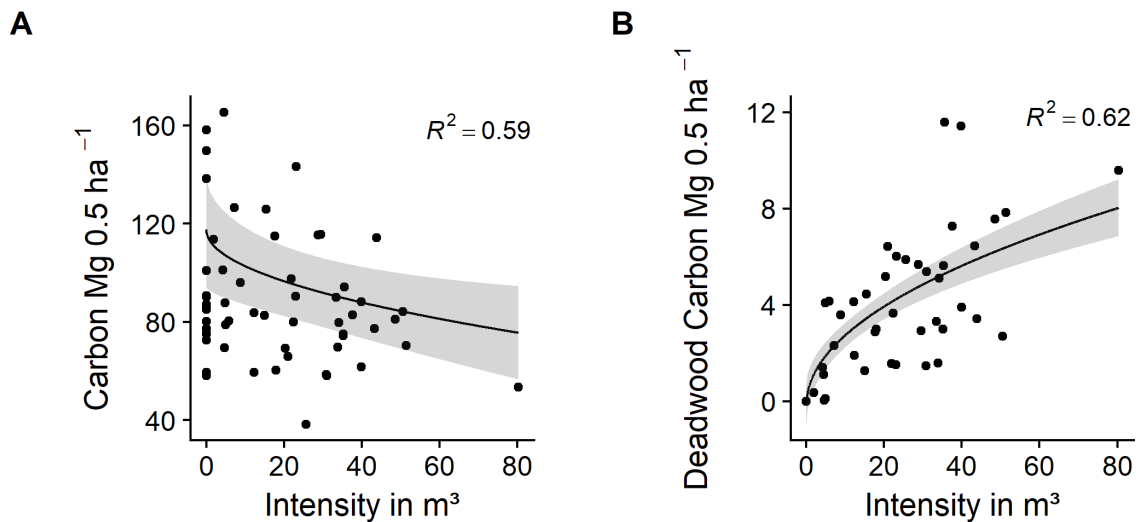 A
Carbon Mg 0.5 ha⁻¹
160
120
80
40
R² = 0.59
0 20 40 60 80
Intensity in m³
B
Deadwood Carbon Mg 0.5 ha⁻¹
12
8
4
0
R² = 0.62
0 20 40 60 80
Intensity in m³